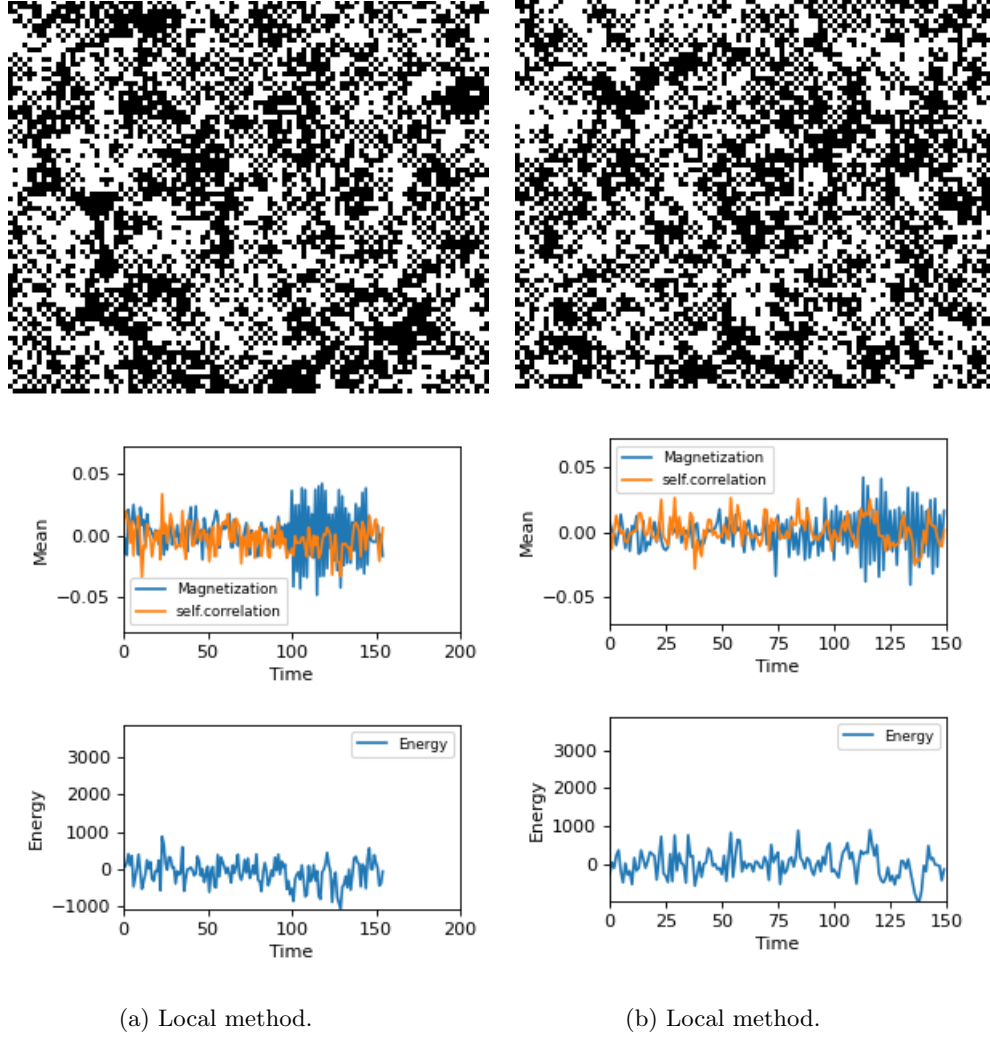 0.05
0.00
−0.05
Mean
Magnetization
self.correlation
0 50 100 150 200
Time
0.05
0.00
−0.05
Mean
Magnetization
self.correlation
0 25 50 75 100 125 150
Time
3000
2000
1000
0
−1000
Energy
Energy
0 50 100 150 200
Time
3000
2000
1000
0
Energy
Energy
0 25 50 75 100 125 150
Time
(a) Local method.
(b) Local method.